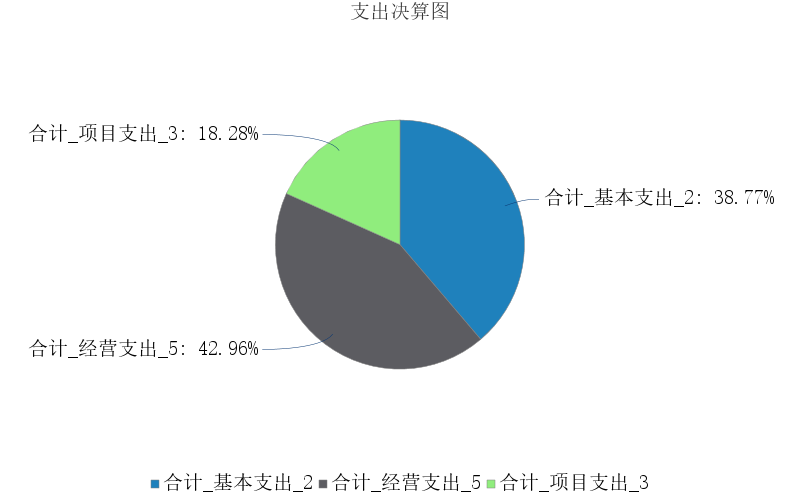 支出决算图
合计_项目支出_3: 18.28%
合计_基本支出_2: 38.77%
合计_经营支出_5: 42.96%
合计_基本支出_2 合计_经营支出_5 合计_项目支出_3